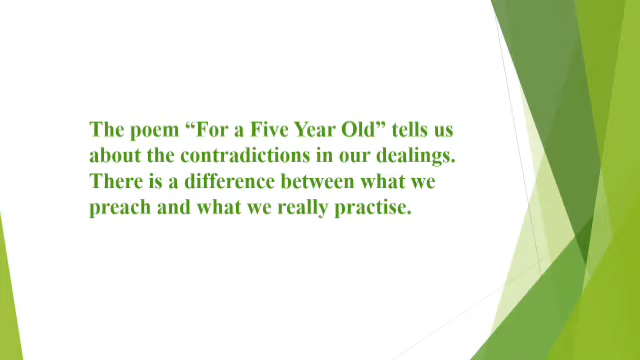 The poem “For a Five Year Old” tells us
about the contradictions in our dealings.
There is a difference between what we
preach and what we really practise.